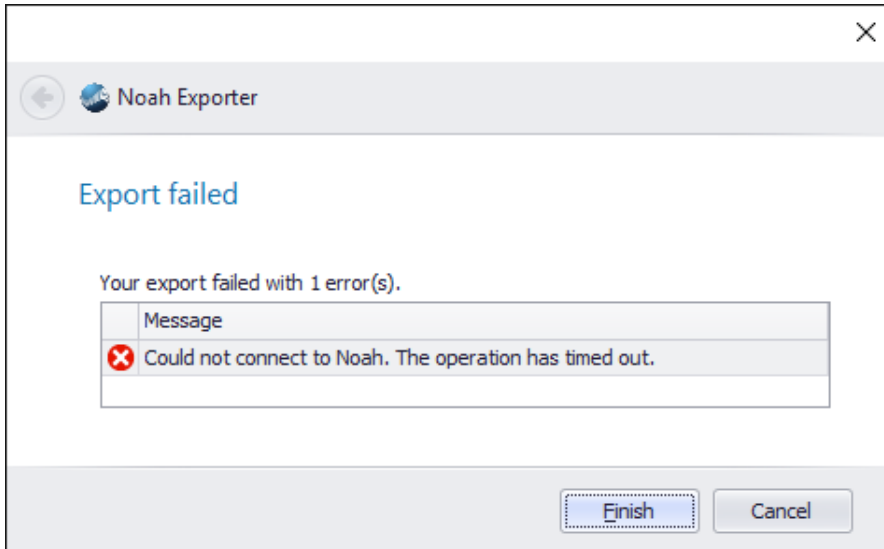 Noah Exporter
Export failed
Your export failed with 1 error(s).
Message
Could not connect to Noah. The operation has timed out.
Finish
Cancel